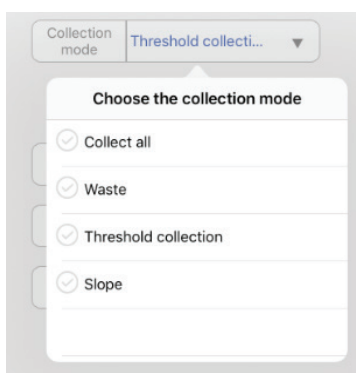 Collection
mode
Threshold collecti...
Choose the collection mode
Collect all
Waste
Threshold collection
Slope